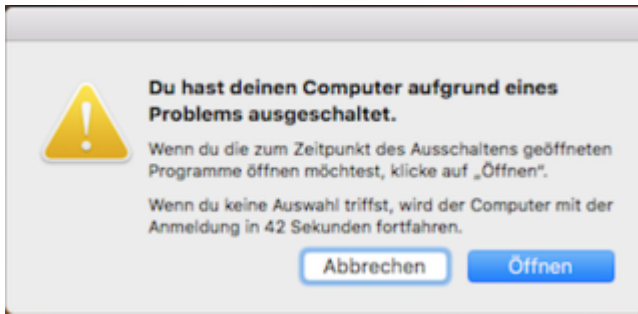 Du hast deinen Computer aufgrund eines
Problems ausgeschaltet.
Wenn du die zum Zeitpunkt des Ausschaltens geöffneten
Programme öffnen möchtest, klicke auf „Öffnen“.
Wenn du keine Auswahl triffst, wird der Computer mit der
Anmeldung in 42 Sekunden fortfahren.
Abbrechen
Öffnen